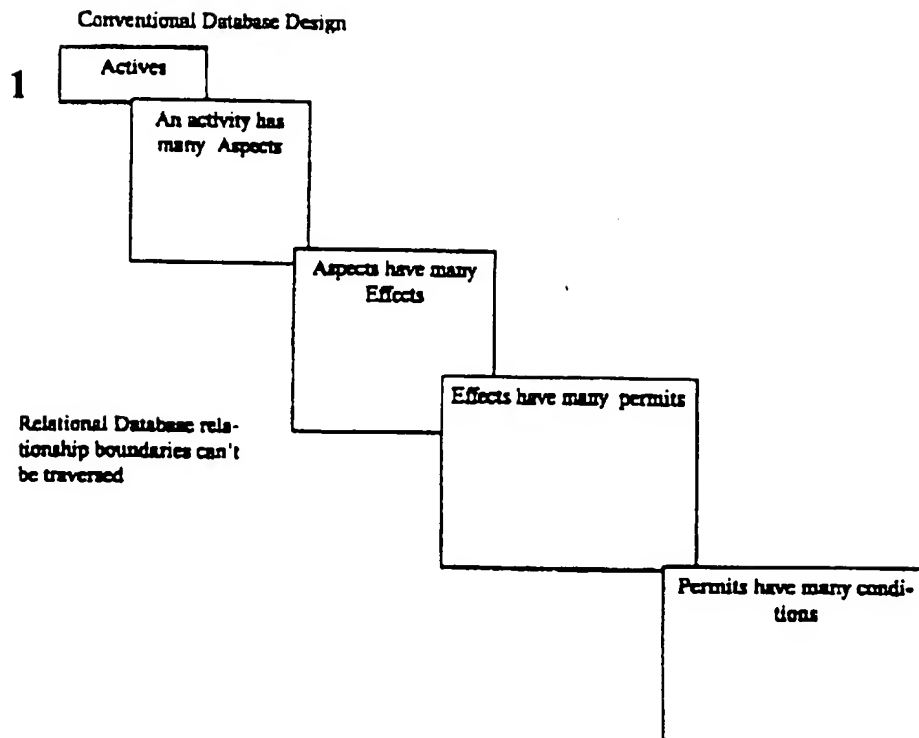 Conventional Database Design
1
Actives
An activity has
many Aspects
Aspects have many
Effects
Effects have many permits
Relational Database rela-
tionship boundaries can't
be traversed
Permits have many condi-
tions